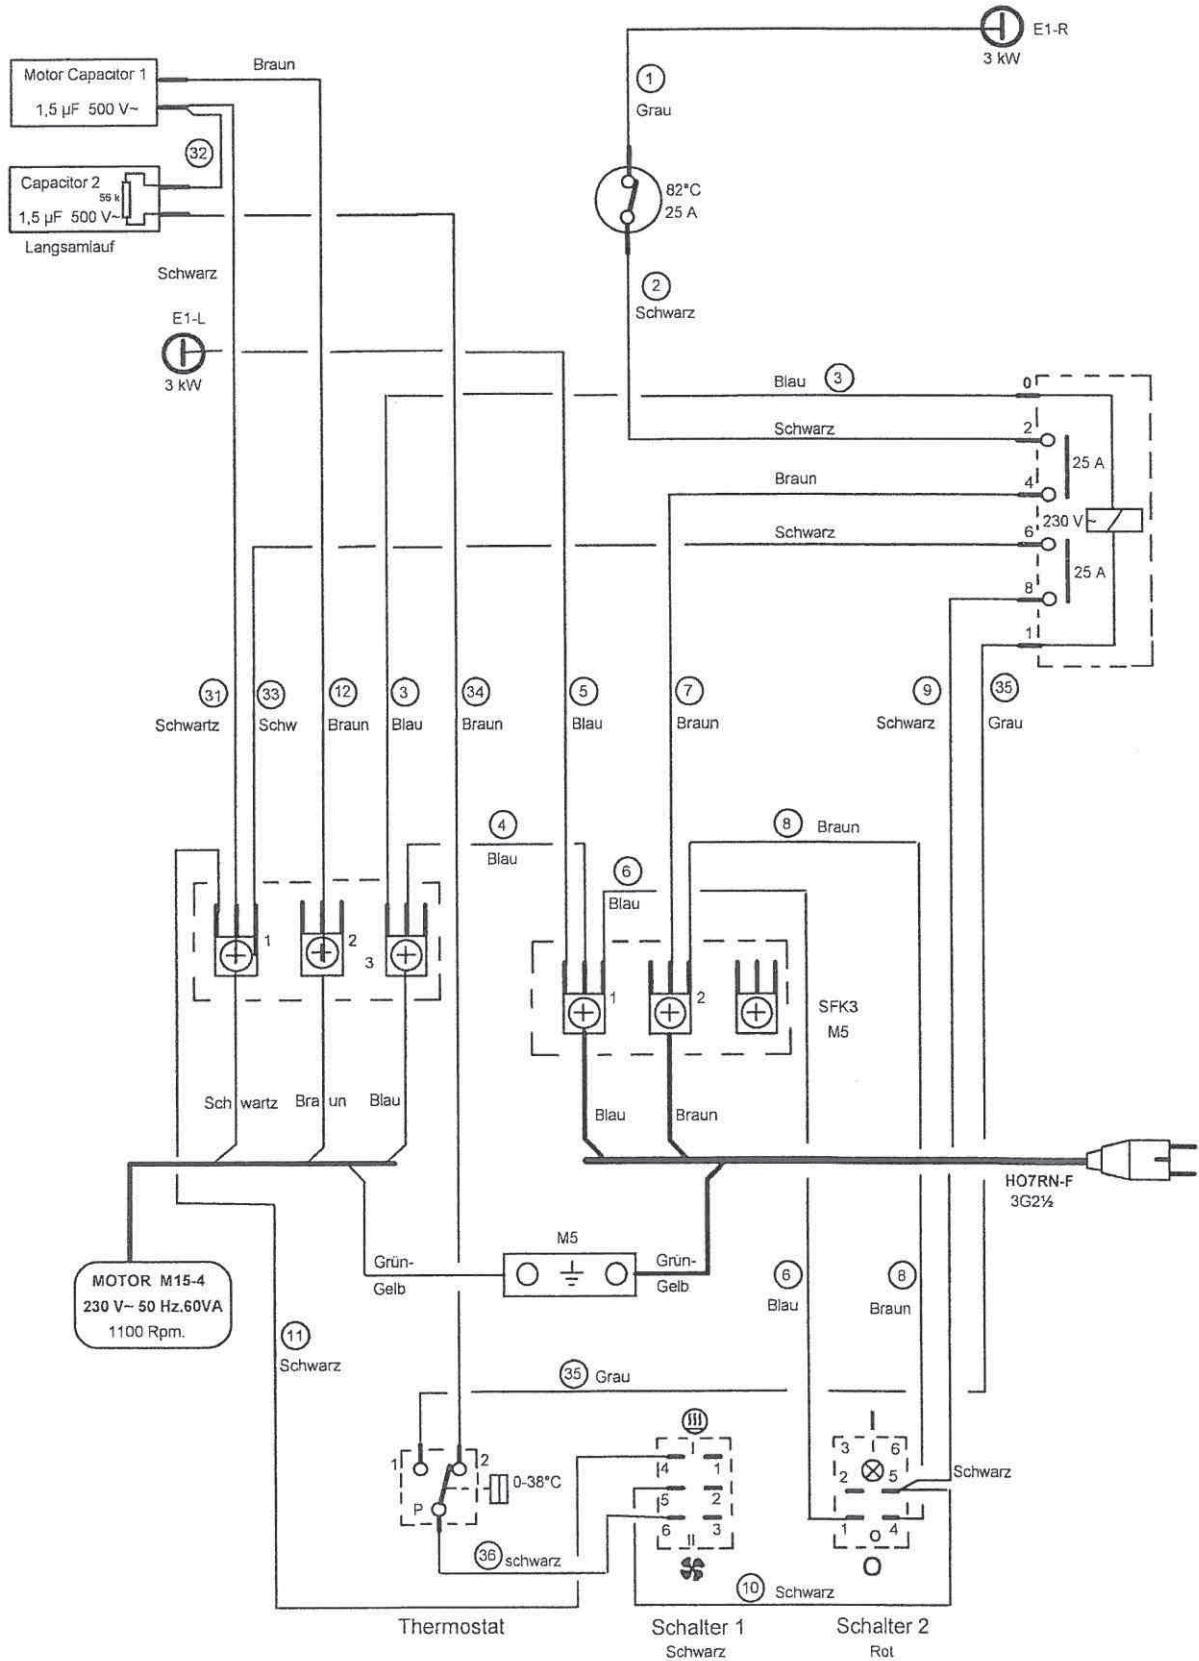 E1-R
3 kW
Braun
Motor Capacitor 1
1,5 µF 500 V~
1
Grau
32
Capacitor 2
56 k
1,5 µF 500 V~
Langsamlauf
82°C
25 A
Schwarz
2
Schwarz
E1-L
3 kW
Blau
3
0
Schwarz
2
25 A
Braun
4
230 V~
Schwarz
6
25 A
8
1
31
33
12
3
34
5
7
9
35
Schwartz
Schw
Braun
Blau
Braun
Blau
Braun
Schwarz
Grau
4
Blau
8
Braun
6
Blau
1
2
3
1
2
SFK3
M5
Schwartz
Braun
Blau
Blau
Braun
HO7RN-F
3G2½
M5
Grün-
Gelb
Grün-
Gelb
MOTOR M15-4
230 V~ 50 Hz.60VA
1100 Rpm.
6
Blau
8
Braun
11
Schwarz
35
Grau
I
1
2
P
0-38°C
I
4
1
5
2
6
3
II
3
6
2
5
1
4
O
O
Schwarz
36
schwarz
10
Schwarz
Thermostat
Schalter 1
Schwarz
Schalter 2
Rot